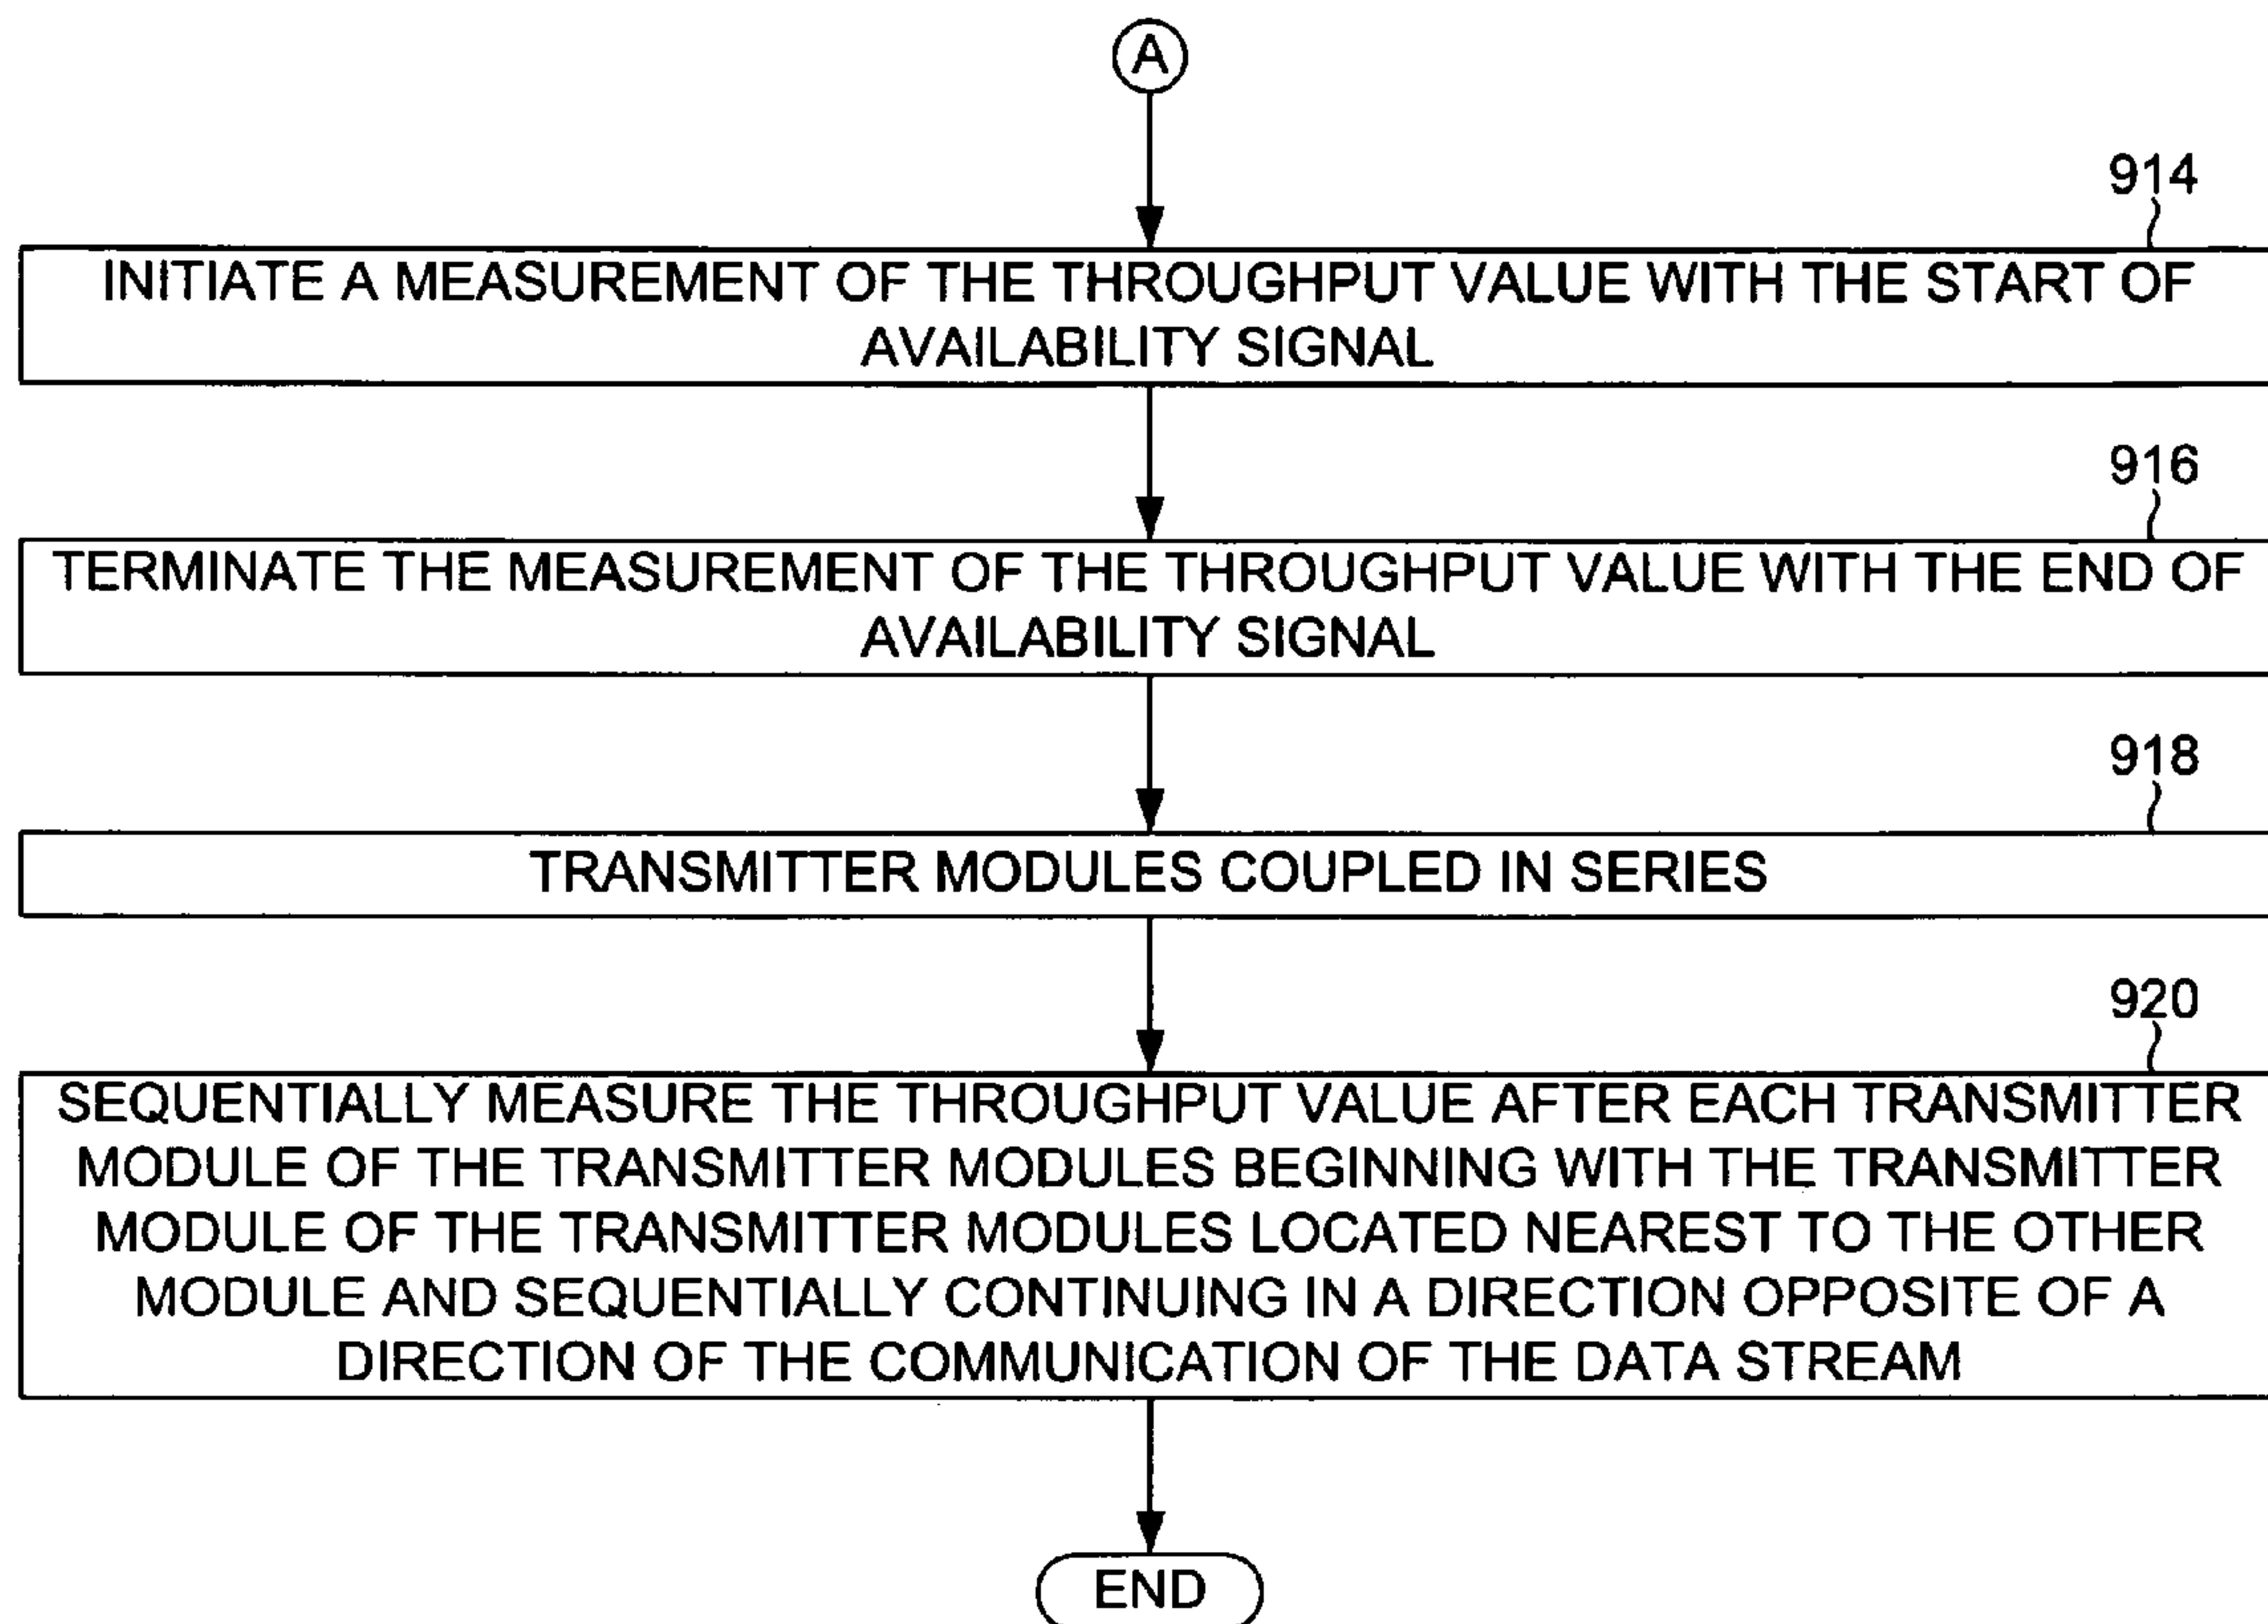 A
914
INITIATE A MEASUREMENT OF THE THROUGHPUT VALUE WITH THE START OF
AVAILABILITY SIGNAL
916
TERMINATE THE MEASUREMENT OF THE THROUGHPUT VALUE WITH THE END OF
AVAILABILITY SIGNAL
918
TRANSMITTER MODULES COUPLED IN SERIES
920
SEQUENTIALLY MEASURE THE THROUGHPUT VALUE AFTER EACH TRANSMITTER
MODULE OF THE TRANSMITTER MODULES BEGINNING WITH THE TRANSMITTER
MODULE OF THE TRANSMITTER MODULES LOCATED NEAREST TO THE OTHER
MODULE AND SEQUENTIALLY CONTINUING IN A DIRECTION OPPOSITE OF A
DIRECTION OF THE COMMUNICATION OF THE DATA STREAM
END